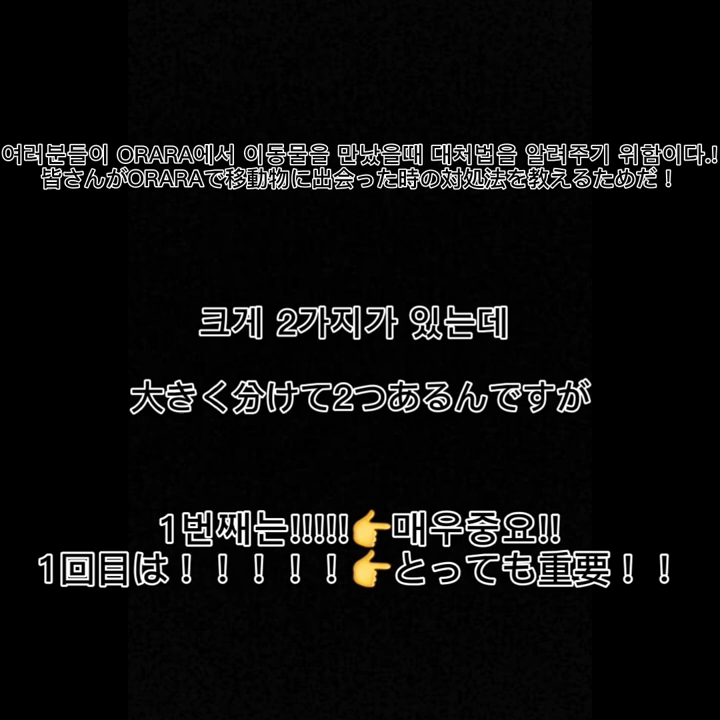 여러분들이 ORARA에서 이동물을 만났을때 대처법을 알려주기 위함이다.!
皆さんがORARAで移動物に出会った時の対処法を教えるためだ！
크게 2가지가 있는데
大きく分けて2つあるんですが
1번째는!!!!!👉매우중요!!
1回目は！！！！！👉とっても重要！！